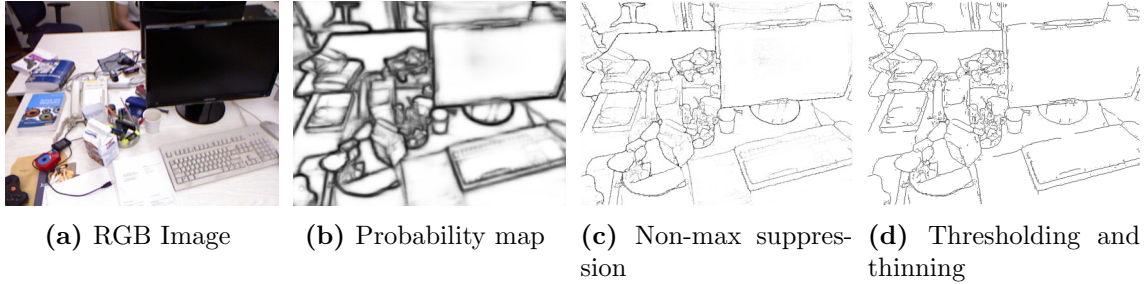 (a) RGB Image
(b) Probability map
(c) Non-max suppres-
sion
(d) Thresholding and
thinning